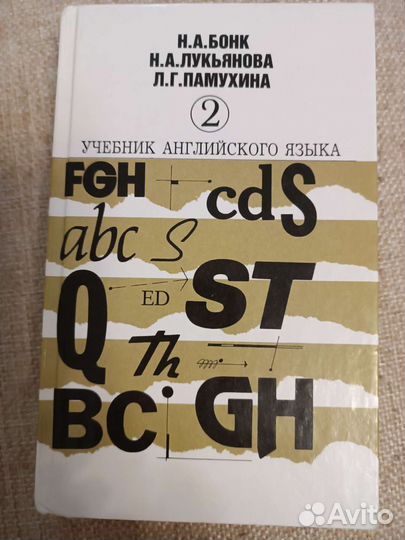 Н.А.БОНК
Н.А.ЛУКЬЯНОВА
Л.Г.ПАМУХИНА
2
УЧЕБНИК АНГЛИЙСКОГО ЯЗЫКА
FGH cdS
abc S
Q ED ST
Th
BC GH
Avito